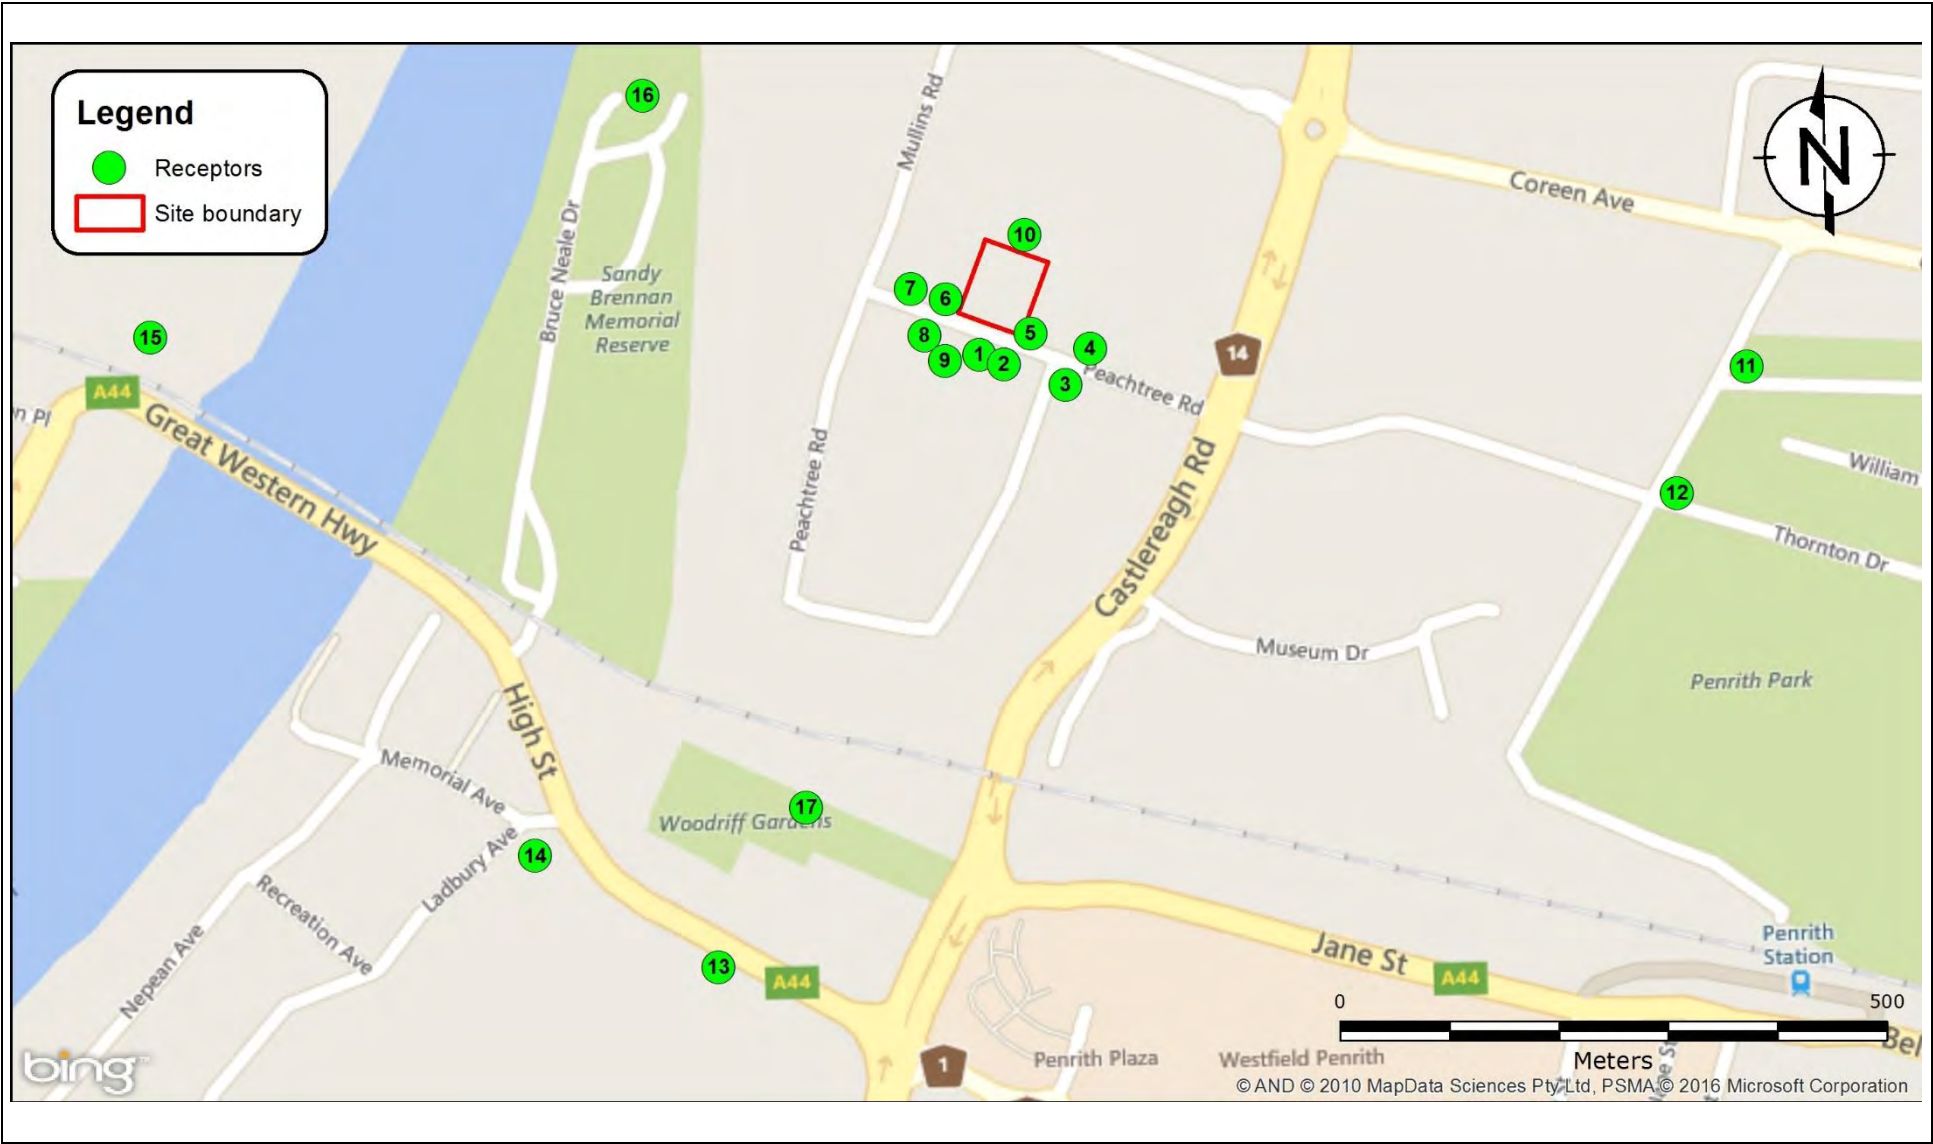 Legend
Receptors
Site boundary
16
Mullins Rd
N
Coreen Ave
Bruce Neale Dr
Sandy
Brennan
Memorial
Reserve
10
7
6
5
8
9
1
2
4
3
14
Peachtree Rd
11
15
A44
Great Western Hwy
Peachtree Rd
Castlereagh Rd
William
12
Thornton Dr
Museum Dr
Penrith Park
High St
Memorial Ave
17
Woodriff Gardens
14
Ladbury Ave
Recreation Ave
Nepean Ave
13
A44
Jane St
A44
Penrith
Station
0
500
Meters
1
Penrith Plaza
Westfield Penrith
Bel
bing™
© AND © 2010 MapData Sciences Pty Ltd, PSMA © 2016 Microsoft Corporation